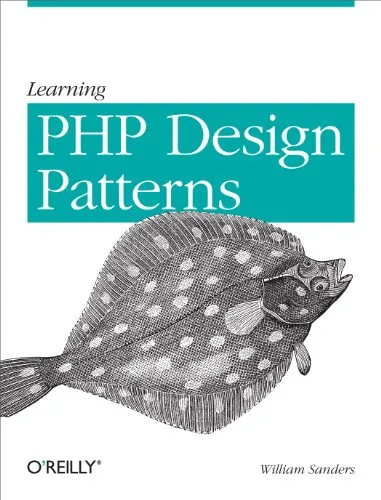 Learning
PHP Design
Patterns
O'REILLY®
William Sanders